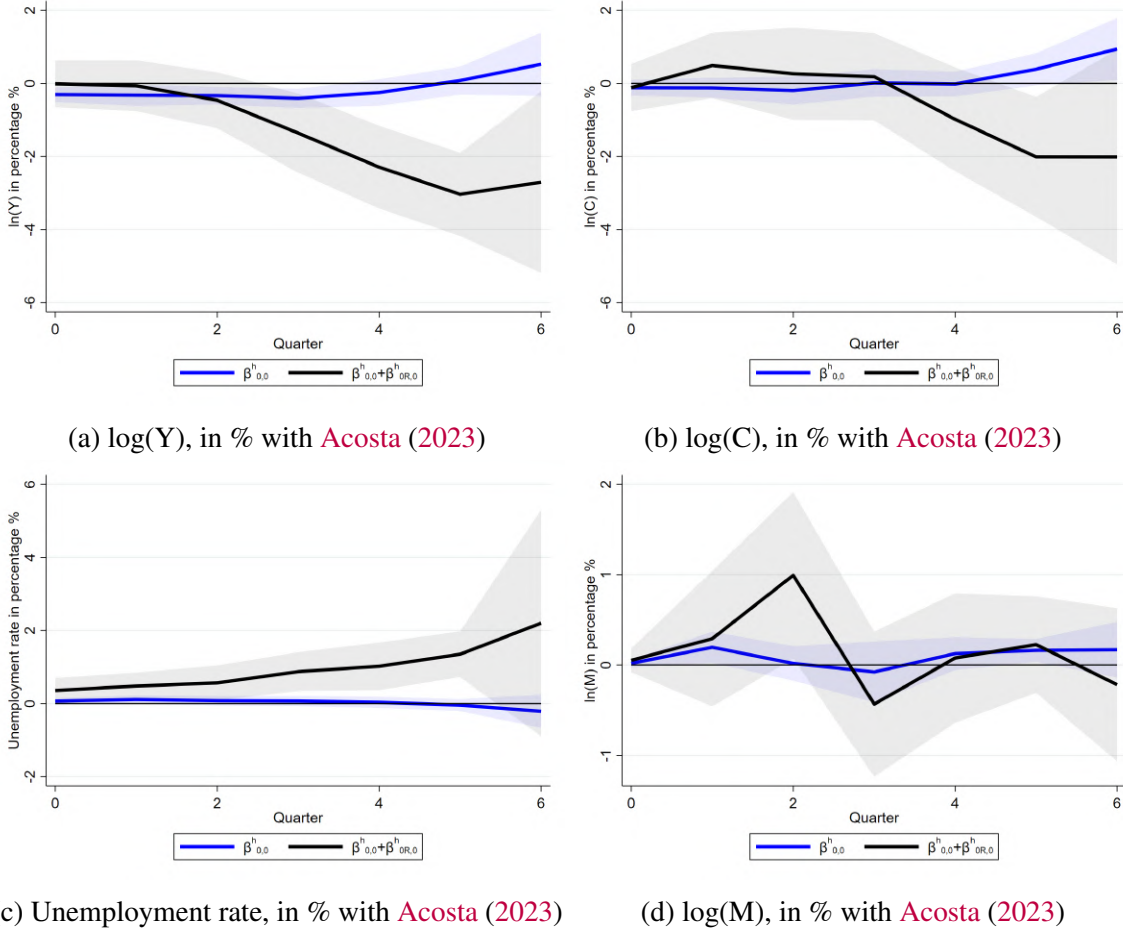 2
0
-2
-4
-6
ln(Y) in percentage %
0 2 4 6
Quarter
β^h_0,0 β^h_0,0+β^h_0R,0
(a) log(Y), in % with Acosta (2023)
2
0
-2
-4
-6
ln(C) in percentage %
0 2 4 6
Quarter
β^h_0,0 β^h_0,0+β^h_0R,0
(b) log(C), in % with Acosta (2023)
6
4
2
0
-2
Unemployment rate in percentage %
0 2 4 6
Quarter
β^h_0,0 β^h_0,0+β^h_0R,0
c) Unemployment rate, in % with Acosta (2023)
2
1
0
-1
ln(M) in percentage %
0 2 4 6
Quarter
β^h_0,0 β^h_0,0+β^h_0R,0
(d) log(M), in % with Acosta (2023)